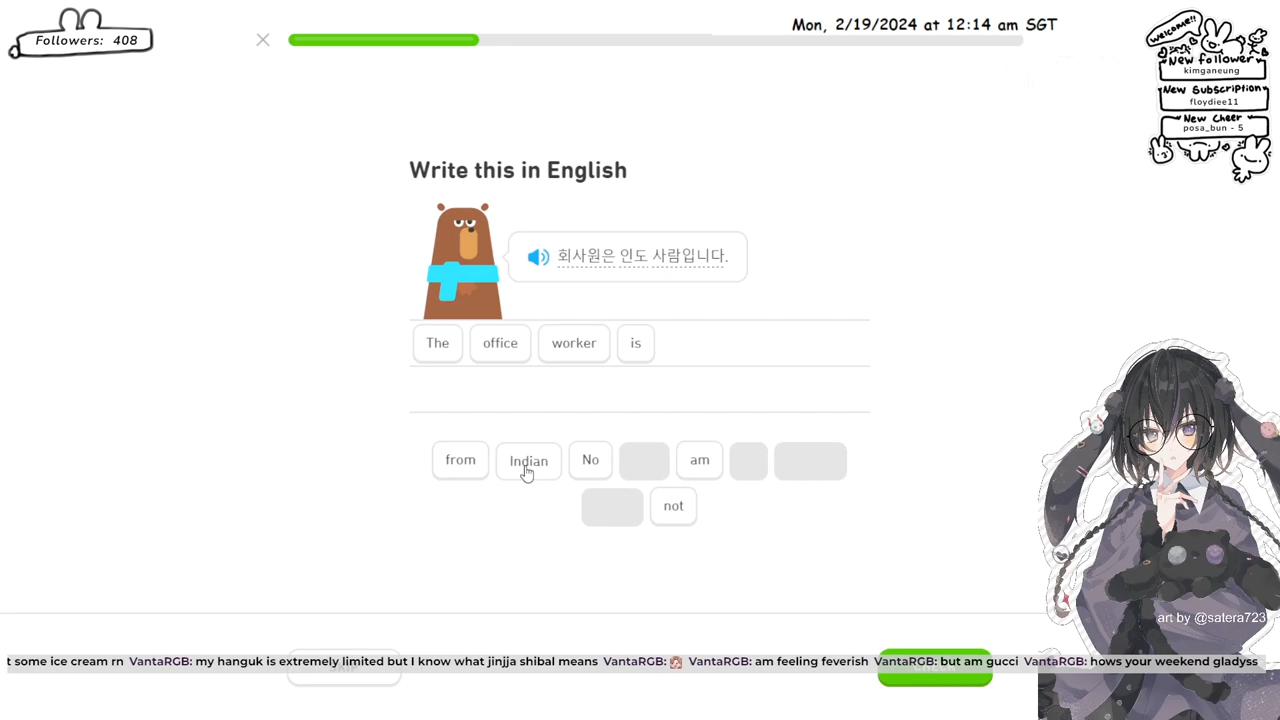 Followers: 408
Mon, 2/19/2024 at 12:14 am SGT
welcome!!
New follower
kimganeung
New Subscription
floydiee11
New Cheer
posa_bun - 5
Write this in English
회사원은 인도 사람입니다.
The office worker is
from Indian No am
not
art by @satera723
t some ice cream rn VantaRGB: my hanguk is extremely limited but I know what jinjja shibal means VantaRGB: VantaRGB: am feeling feverish VantaRGB: but am gucci VantaRGB: hows your weekend gladyss